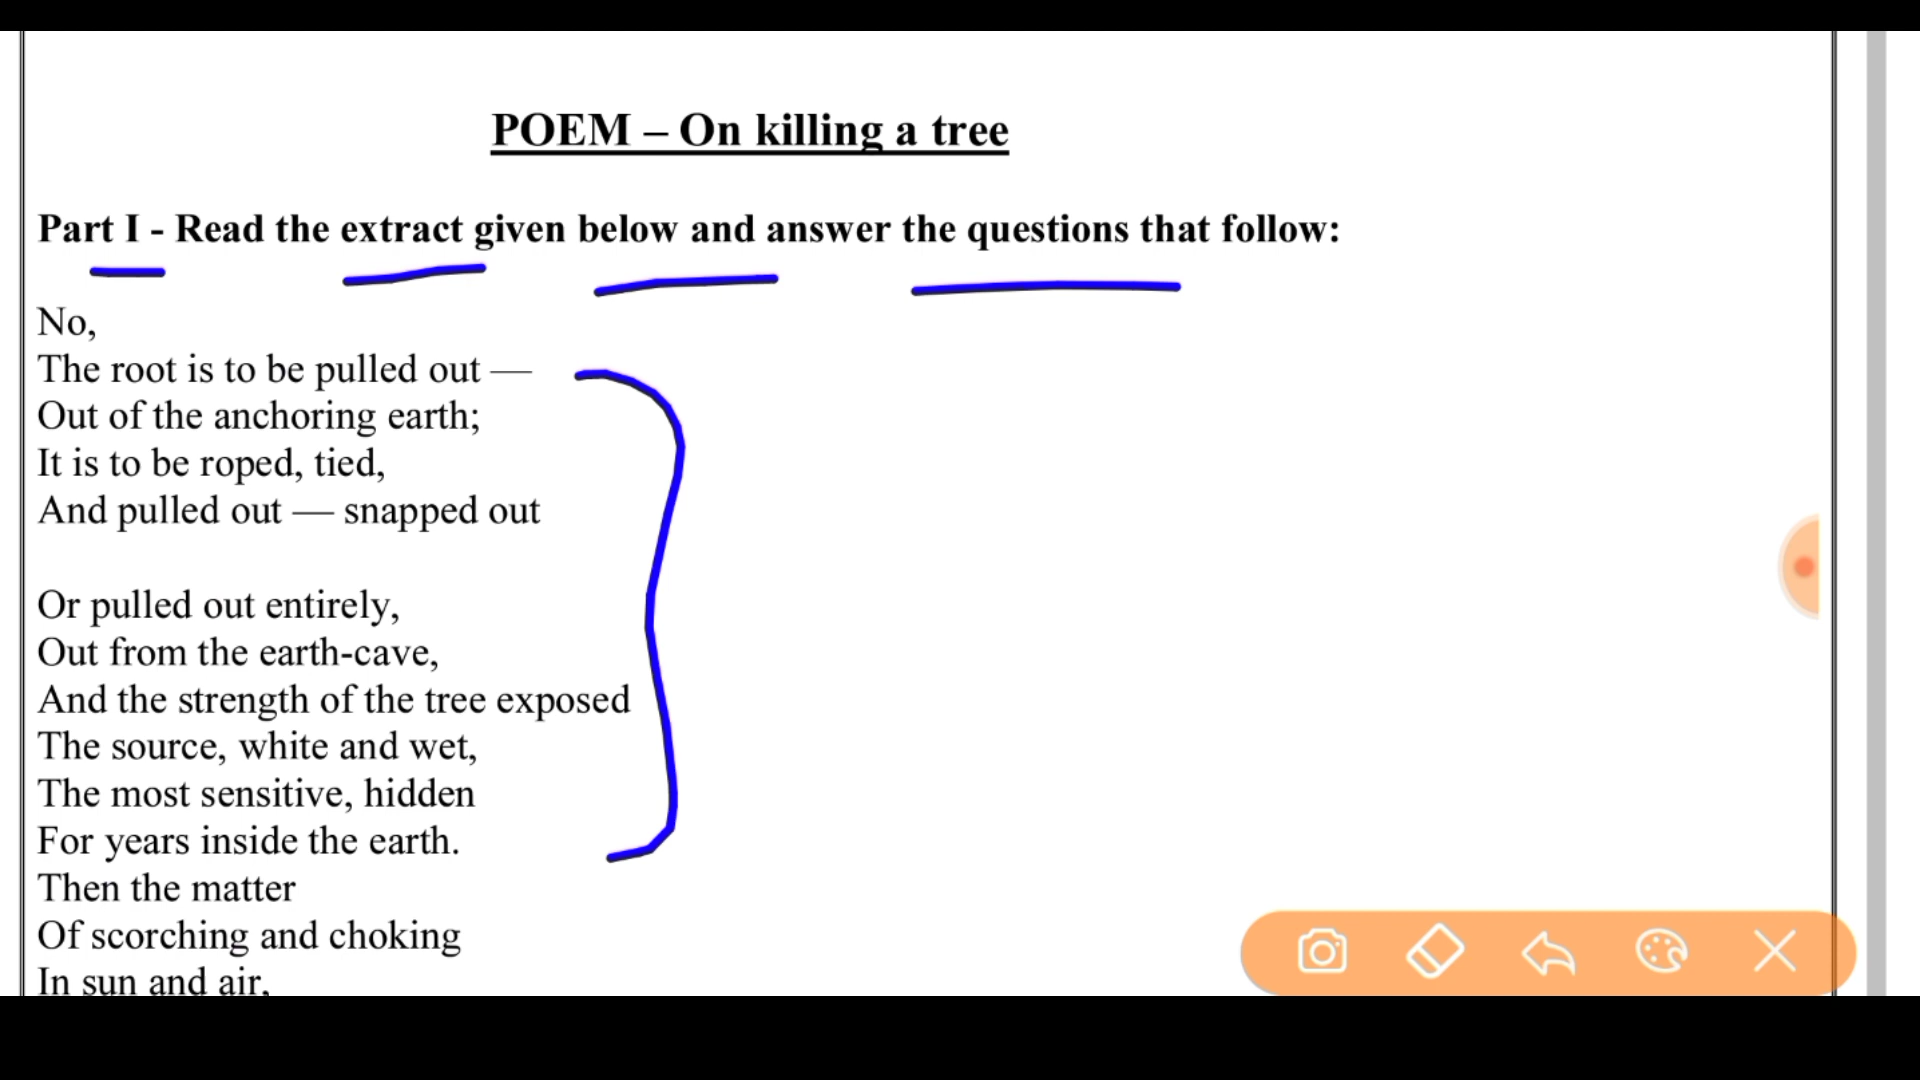 POEM – On killing a tree
Part I - Read the extract given below and answer the questions that follow:
No,
The root is to be pulled out —
Out of the anchoring earth;
It is to be roped, tied,
And pulled out — snapped out
Or pulled out entirely,
Out from the earth-cave,
And the strength of the tree exposed
The source, white and wet,
The most sensitive, hidden
For years inside the earth.
Then the matter
Of scorching and choking
In sun and air,